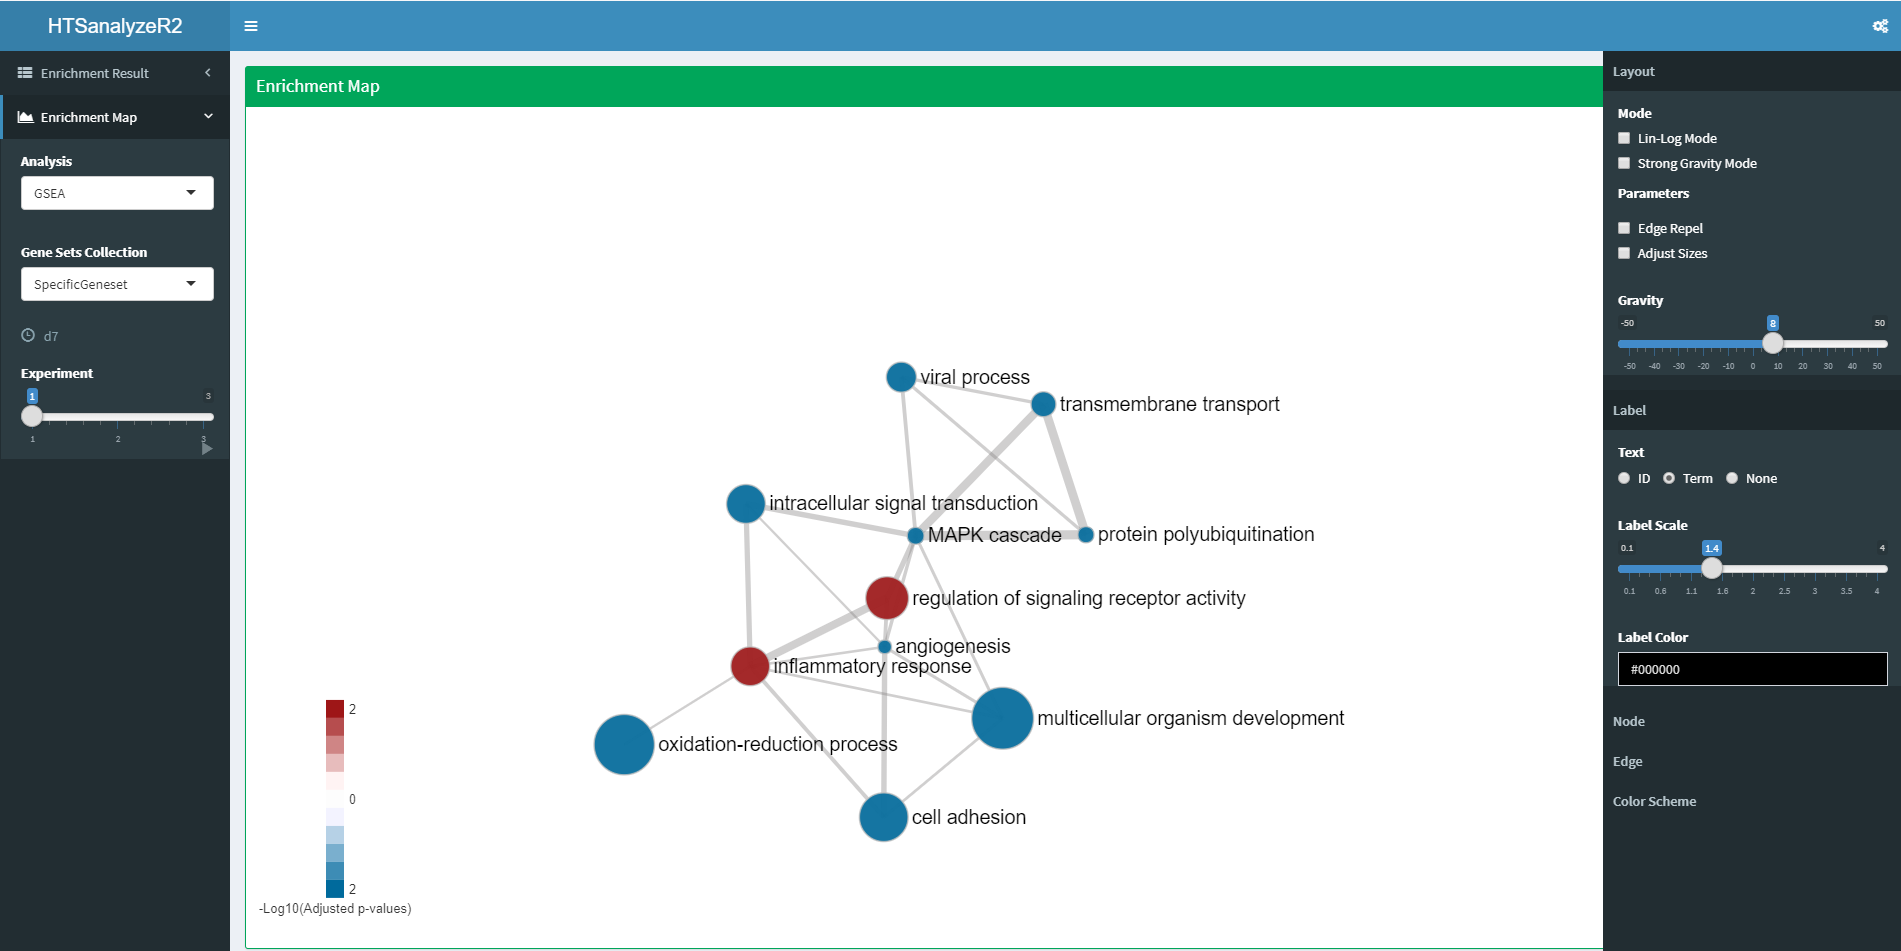 HTSanalyzeR2
Enrichment Result
Enrichment Map
Analysis
GSEA
Gene Sets Collection
SpecificGeneset
d7
Experiment
1 3
1 2 3
Enrichment Map
viral process
transmembrane transport
intracellular signal transduction
MAPK cascade
protein polyubiquitination
regulation of signaling receptor activity
angiogenesis
inflammatory response
multicellular organism development
oxidation-reduction process
cell adhesion
2
0
2
-Log10(Adjusted p-values)
Layout
Mode
Lin-Log Mode
Strong Gravity Mode
Parameters
Edge Repel
Adjust Sizes
Gravity
-50 8 50
-50 -40 -30 -20 -10 0 10 20 30 40 50
Label
Text
ID Term None
Label Scale
0.1 1.4 4
0.1 0.6 1.1 1.6 2 2.5 3 3.5 4
Label Color
#000000
Node
Edge
Color Scheme